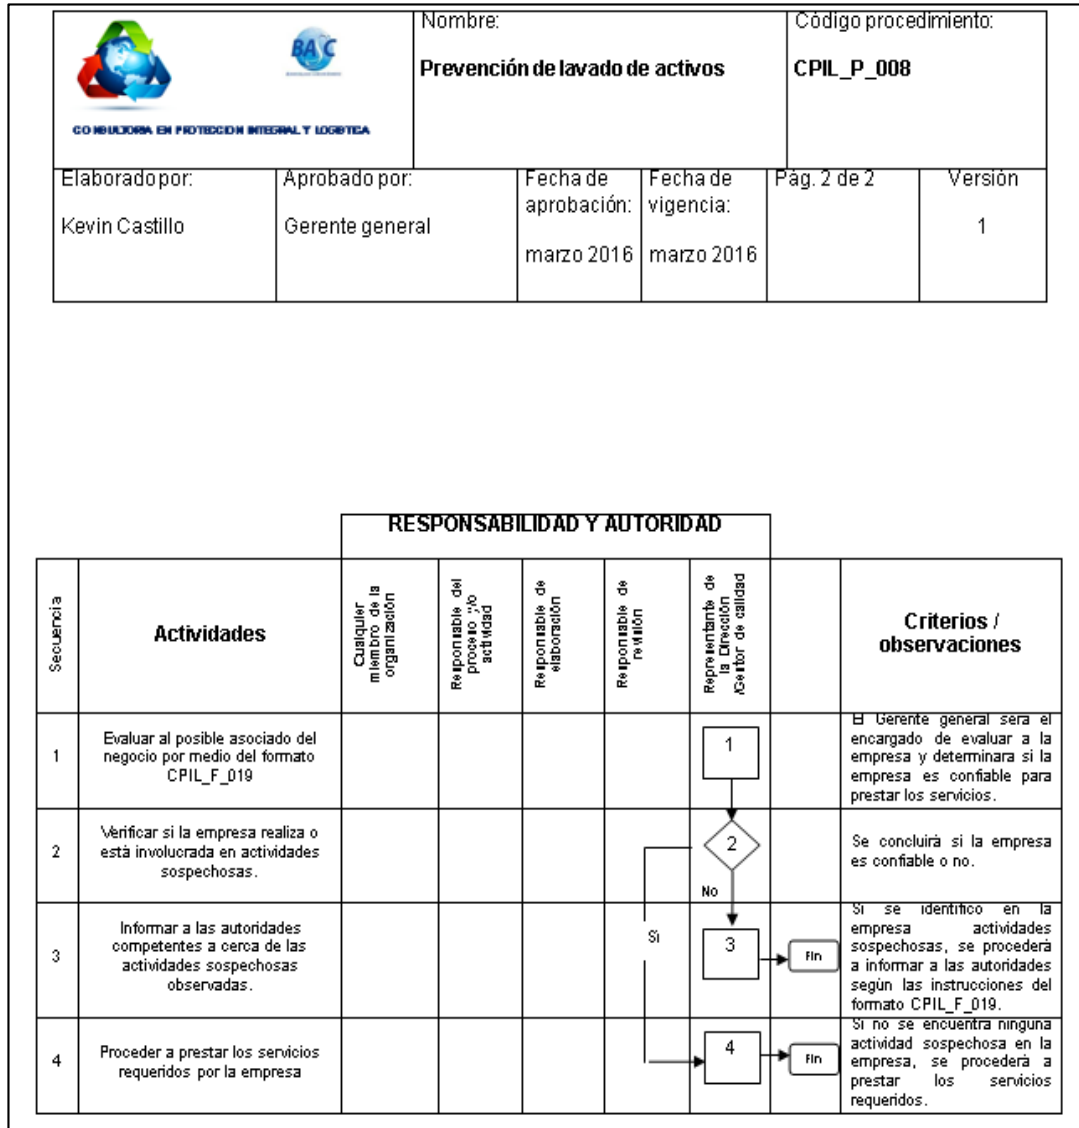 Nombre:
Prevención de lavado de activos
Código procedimiento:
CPIL_P_008
BASC
CONSULTORIA EN PROTECCION INTEGRAL Y LOGISTICA
Elaborado por:
Kevin Castillo
Aprobado por:
Gerente general
Fecha de
aprobación:
marzo 2016
Fecha de
vigencia:
marzo 2016
Pág. 2 de 2
Versión
1
RESPONSABILIDAD Y AUTORIDAD
Secuencia
Actividades
Cualquier
miembro de la
organización
Responsable del
proceso y/o
actividad
Responsable de
elaboración
Responsable de
revisión
Representante de
la Dirección
/Gestor de calidad
Criterios /
observaciones
1
Evaluar al posible asociado del
negocio por medio del formato
CPIL_F_019
1
El Gerente general sera el
encargado de evaluar a la
empresa y determinara si la
empresa es confiable para
prestar los servicios.
2
Verificar si la empresa realiza o
está involucrada en actividades
sospechosas.
2
No
Se concluirá si la empresa
es confiable o no.
3
Informar a las autoridades
competentes a cerca de las
actividades sospechosas
observadas.
Si
3
Fin
Si se identifico en la
empresa actividades
sospechosas, se procederá
a informar a las autoridades
según las instrucciones del
formato CPIL_F_019.
4
Proceder a prestar los servicios
requeridos por la empresa
4
Fin
Si no se encuentra ninguna
actividad sospechosa en la
empresa, se procederá a
prestar los servicios
requeridos.